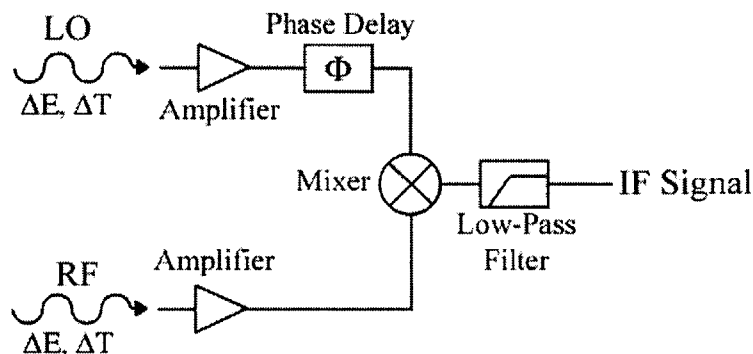 LO
ΔE, ΔT
Amplifier
Phase Delay
Φ
Mixer
Low-Pass
Filter
IF Signal
RF
ΔE, ΔT
Amplifier